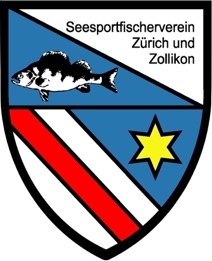 Seesportfischerverein
Zürich und
Zollikon